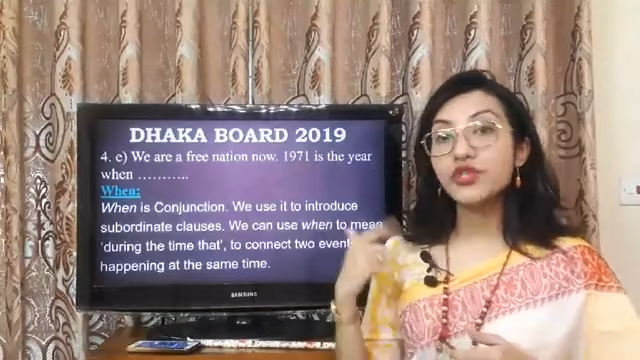 DHAKA BOARD 2019
4. c) We are a free nation now. 1971 is the year
when ………..
When:
When is Conjunction. We use it to introduce
subordinate clauses. We can use when to mean
'during the time that', to connect two event
happening at the same time.
SAMSUNG